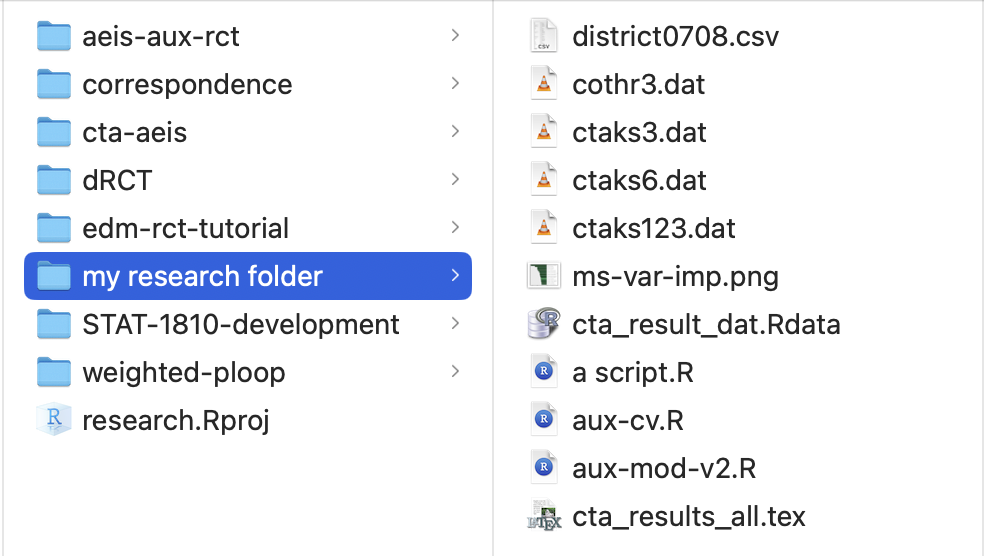 aeis-aux-rct
correspondence
cta-aeis
dRCT
edm-rct-tutorial
my research folder
STAT-1810-development
weighted-ploop
research.Rproj
district0708.csv
cothr3.dat
ctaks3.dat
ctaks6.dat
ctaks123.dat
ms-var-imp.png
cta_result_dat.Rdata
a script.R
aux-cv.R
aux-mod-v2.R
cta_results_all.tex